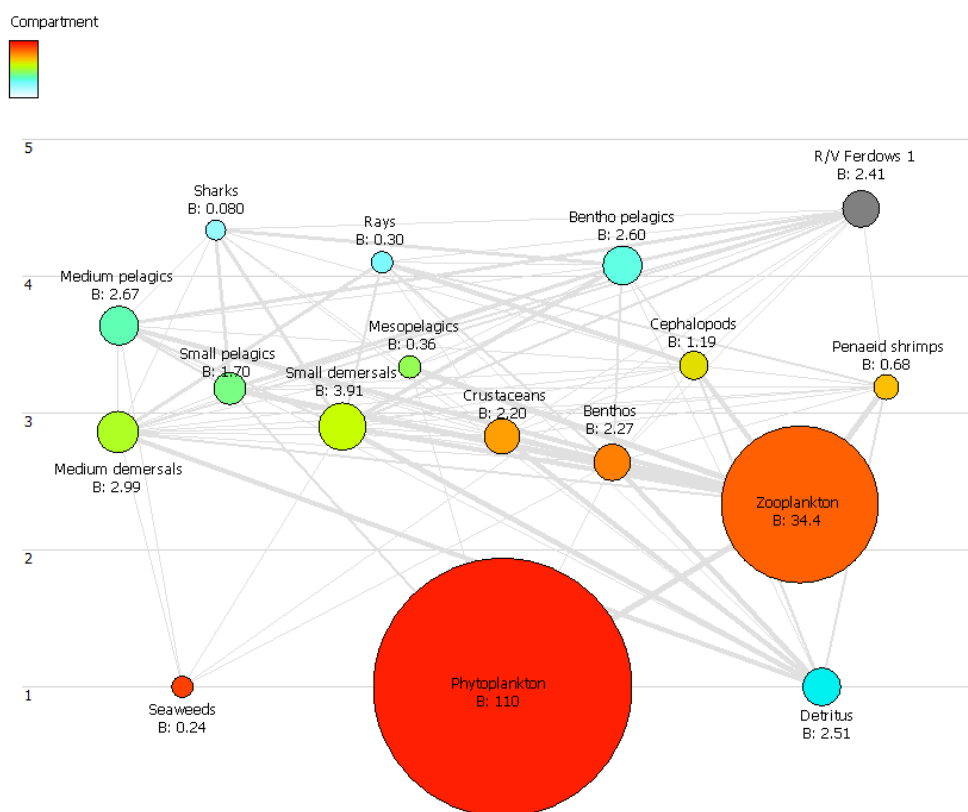 Compartment
5
R/V Ferdows 1
B: 2.41
Sharks
B: 0.080
Rays
B: 0.30
Bentho pelagics
B: 2.60
4
Medium pelagics
B: 2.67
Mesopelagics
B: 0.36
Cephalopods
B: 1.19
Small pelagics
B: 1.70
Small demersals
B: 3.91
Penaeid shrimps
B: 0.68
Crustaceans
B: 2.20
Benthos
B: 2.27
3
Medium demersals
B: 2.99
Zooplankton
B: 34.4
2
Phytoplankton
B: 110
1
Seaweeds
B: 0.24
Detritus
B: 2.51